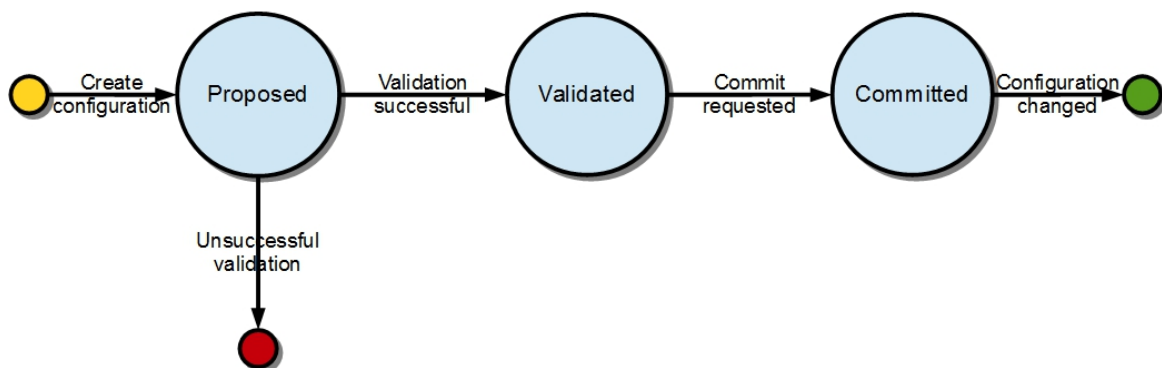 Create
configuration
Proposed
Validation
successful
Validated
Commit
requested
Committed
Configuration
changed
Unsuccessful
validation